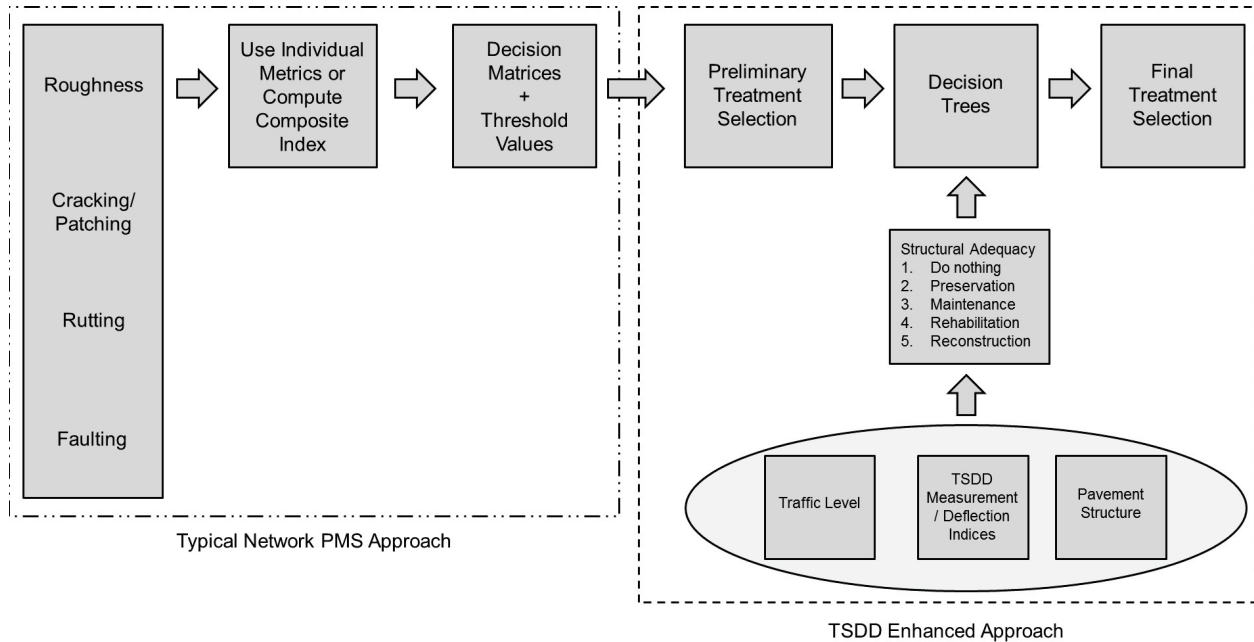 Roughness
Cracking/
Patching
Rutting
Faulting
Use Individual
Metrics or
Compute
Composite
Index
Decision
Matrices
+
Threshold
Values
Typical Network PMS Approach
Preliminary
Treatment
Selection
Decision
Trees
Final
Treatment
Selection
Structural Adequacy
1. Do nothing
2. Preservation
3. Maintenance
4. Rehabilitation
5. Reconstruction
Traffic Level
TSDD
Measurement
/ Deflection
Indices
Pavement
Structure
TSDD Enhanced Approach